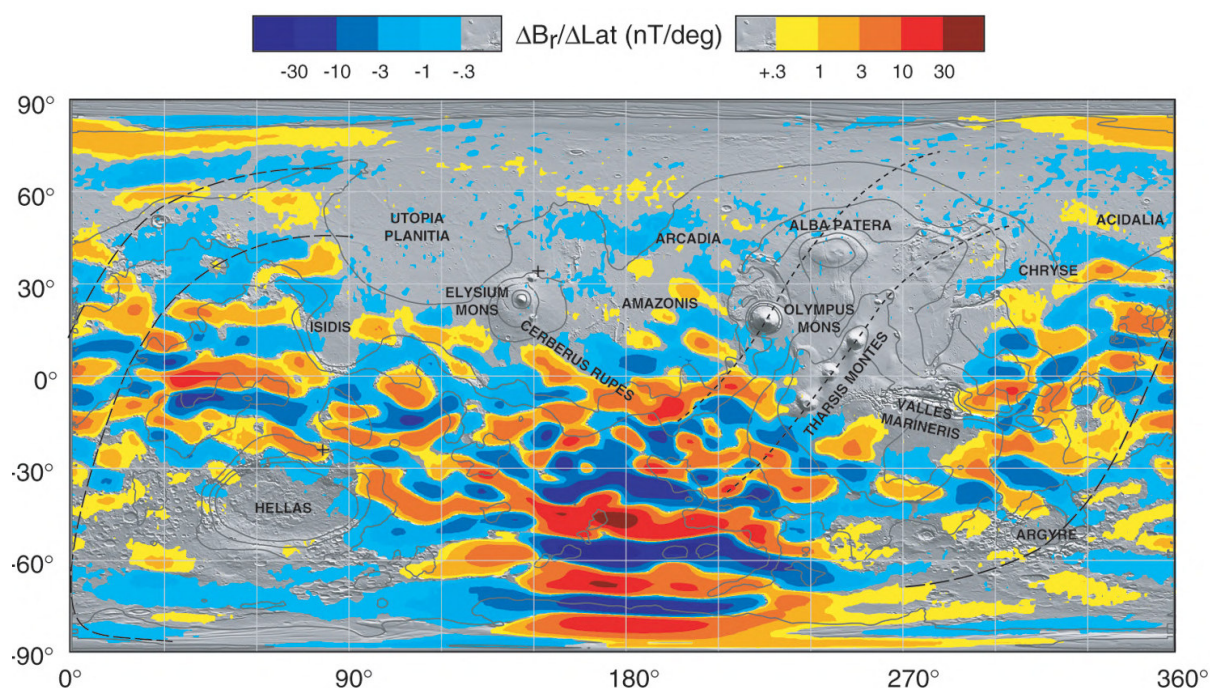 ΔBr/ΔLat (nT/deg)
-30 -10 -3 -1 -.3
+.3 1 3 10 30
90°
60°
30°
0°
-30°
-60°
-90°
UTOPIA
PLANITIA
ARCADIA
ALBA PATERA
ACIDALIA
CHRYSE
ELYSIUM
MONS
AMAZONIS
OLYMPUS
MONS
ISIDIS
CERBERUS RUPES
THARSIS MONTES
VALLES
MARINERIS
HELLAS
ARGYRE
0° 90° 180° 270° 360°